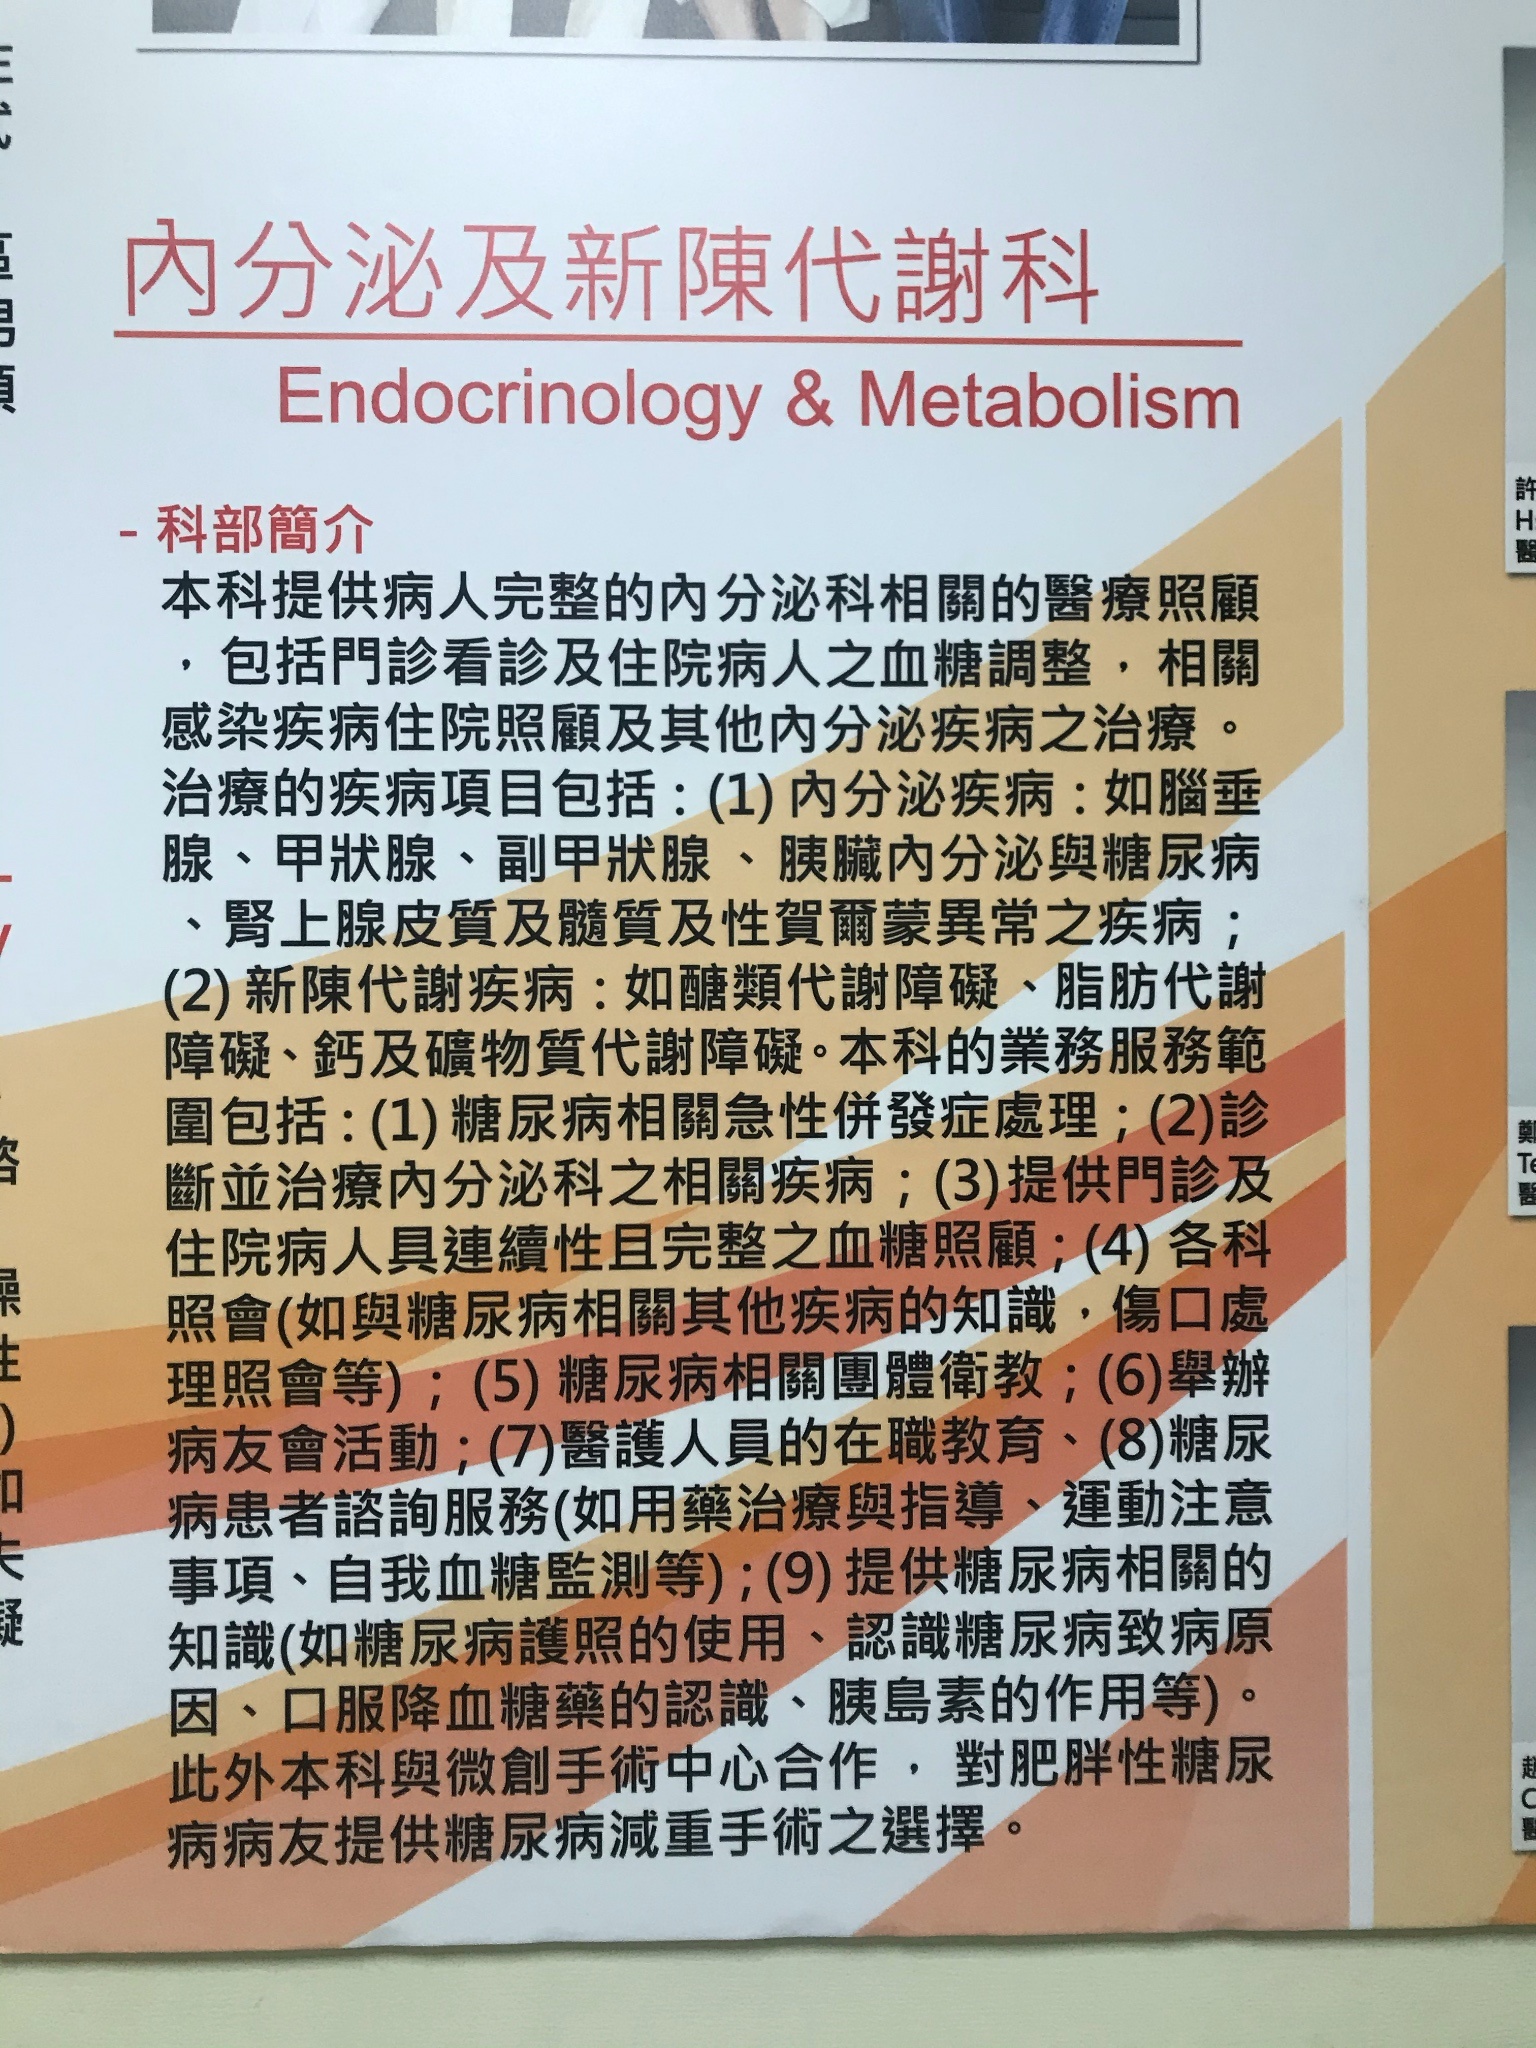 內分泌及新陳代謝科
Endocrinology & Metabolism
- 科部簡介
本科提供病人完整的內分泌科相關的醫療照顧
，包括門診看診及住院病人之血糖調整，相關
感染疾病住院照顧及其他內分泌疾病之治療。
治療的疾病項目包括：(1) 內分泌疾病：如腦垂
腺、甲狀腺、副甲狀腺、胰臟內分泌與糖尿病
、腎上腺皮質及髓質及性賀爾蒙異常之疾病；
(2) 新陳代謝疾病：如醣類代謝障礙、脂肪代謝
障礙、鈣及礦物質代謝障礙。本科的業務服務範
圍包括：(1) 糖尿病相關急性併發症處理；(2)診
斷並治療內分泌科之相關疾病；(3)提供門診及
住院病人具連續性且完整之血糖照顧；(4) 各科
照會(如與糖尿病相關其他疾病的知識，傷口處
理照會等)；(5) 糖尿病相關團體衛教；(6)舉辦
病友會活動；(7)醫護人員的在職教育、(8)糖尿
病患者諮詢服務(如用藥治療與指導、運動注意
事項、自我血糖監測等)；(9) 提供糖尿病相關的
知識(如糖尿病護照的使用、認識糖尿病致病原
因、口服降血糖藥的認識、胰島素的作用等)。
此外本科與微創手術中心合作，對肥胖性糖尿
病病友提供糖尿病減重手術之選擇。
許
醫
鄭
Te
醫
趙
C
醫